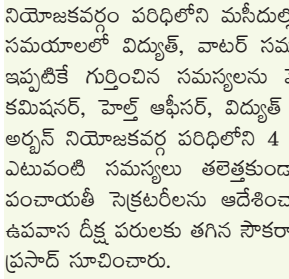 నియోజకవర్గం పరిధిలోని మసీదుల్ల
సమయాలలో విద్యుత్, వాటర్ సమ
ఇప్పటికే గుర్తించిన సమస్యలను
కమిషనర్, హెల్త్ ఆఫీసర్, విద్యుత్
అర్బన్ నియోజకవర్గ పరిధిలోని 4
ఎటువంటి సమస్యలు తలెత్తకుండ
పంచాయతీ సెక్రటరీలను ఆదేశించా
ఉపవాస దీక్ష పరులకు తగిన సౌకరా
ప్రసాద్ సూచించారు.